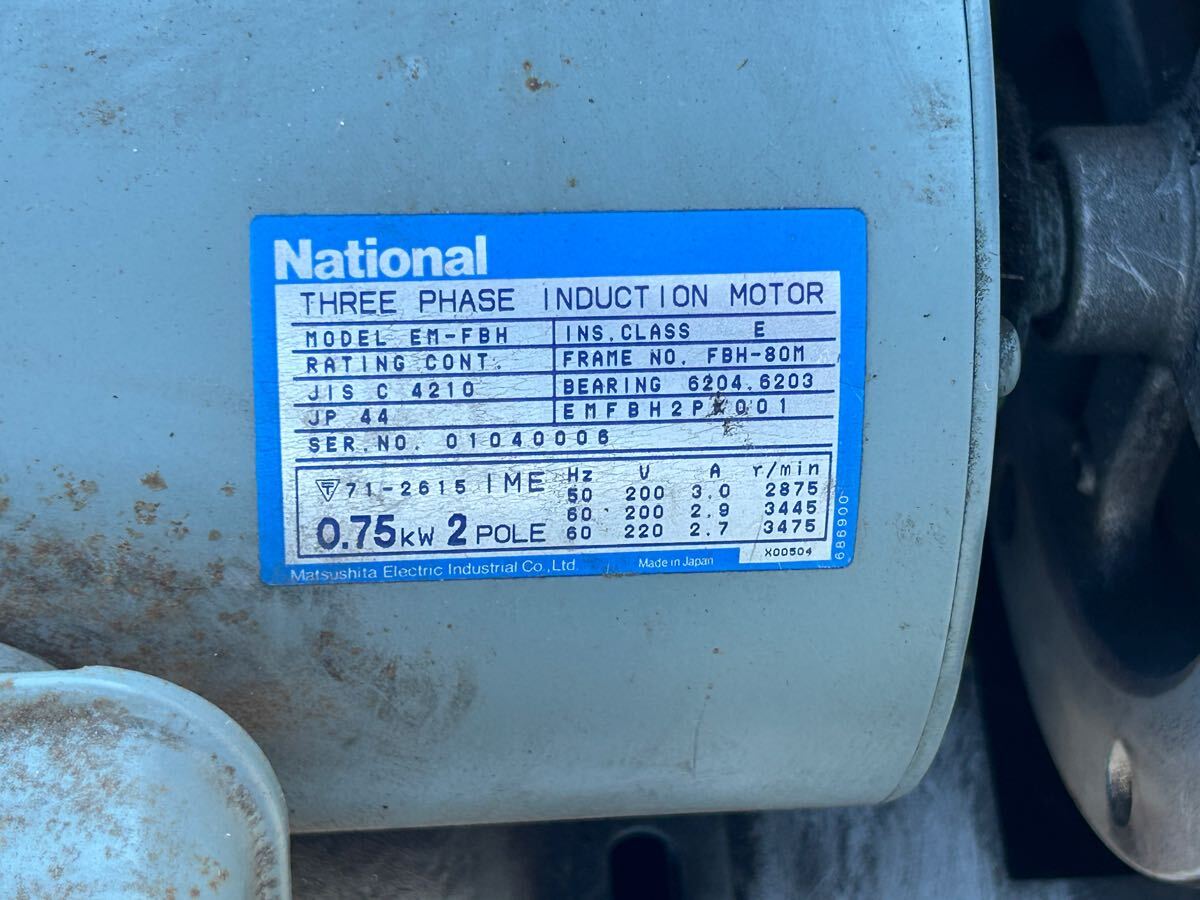 National
THREE PHASE INDUCTION MOTOR
MODEL EM-FBH INS.CLASS E
RATING CONT. FRAME NO. FBH-80M
JIS C 4210 BEARING 6204.6203
JP 44
SER.NO. 01040006
71-2615 IME Hz V A r/min
50 200 3.0 2875
60 200 2.9 3445
0.75kW 2 POLE 60 220 2.7 3475
X00504
686900
Matsushita Electric Industrial Co.,Ltd. Made in Japan